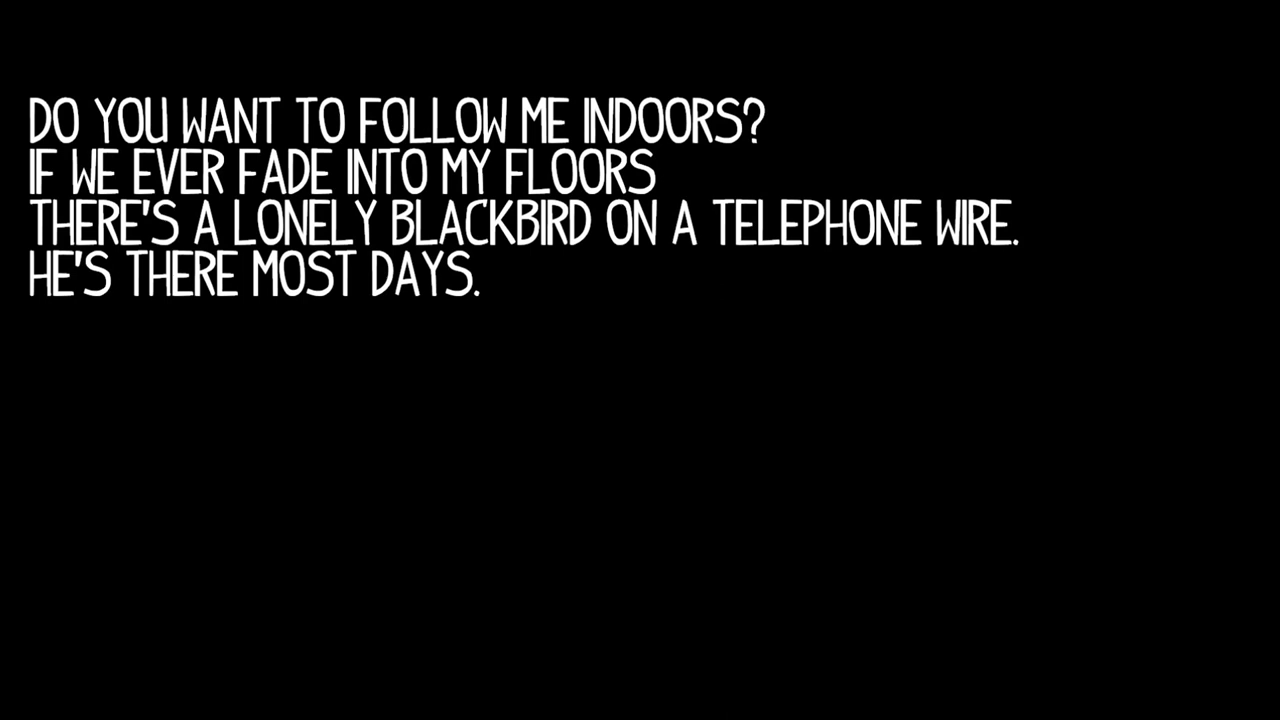 DO YOU WANT TO FOLLOW ME INDOORS?
IF WE EVER FADE INTO MY FLOORS
THERE'S A LONELY BLACKBIRD ON A TELEPHONE WIRE.
HE'S THERE MOST DAYS.